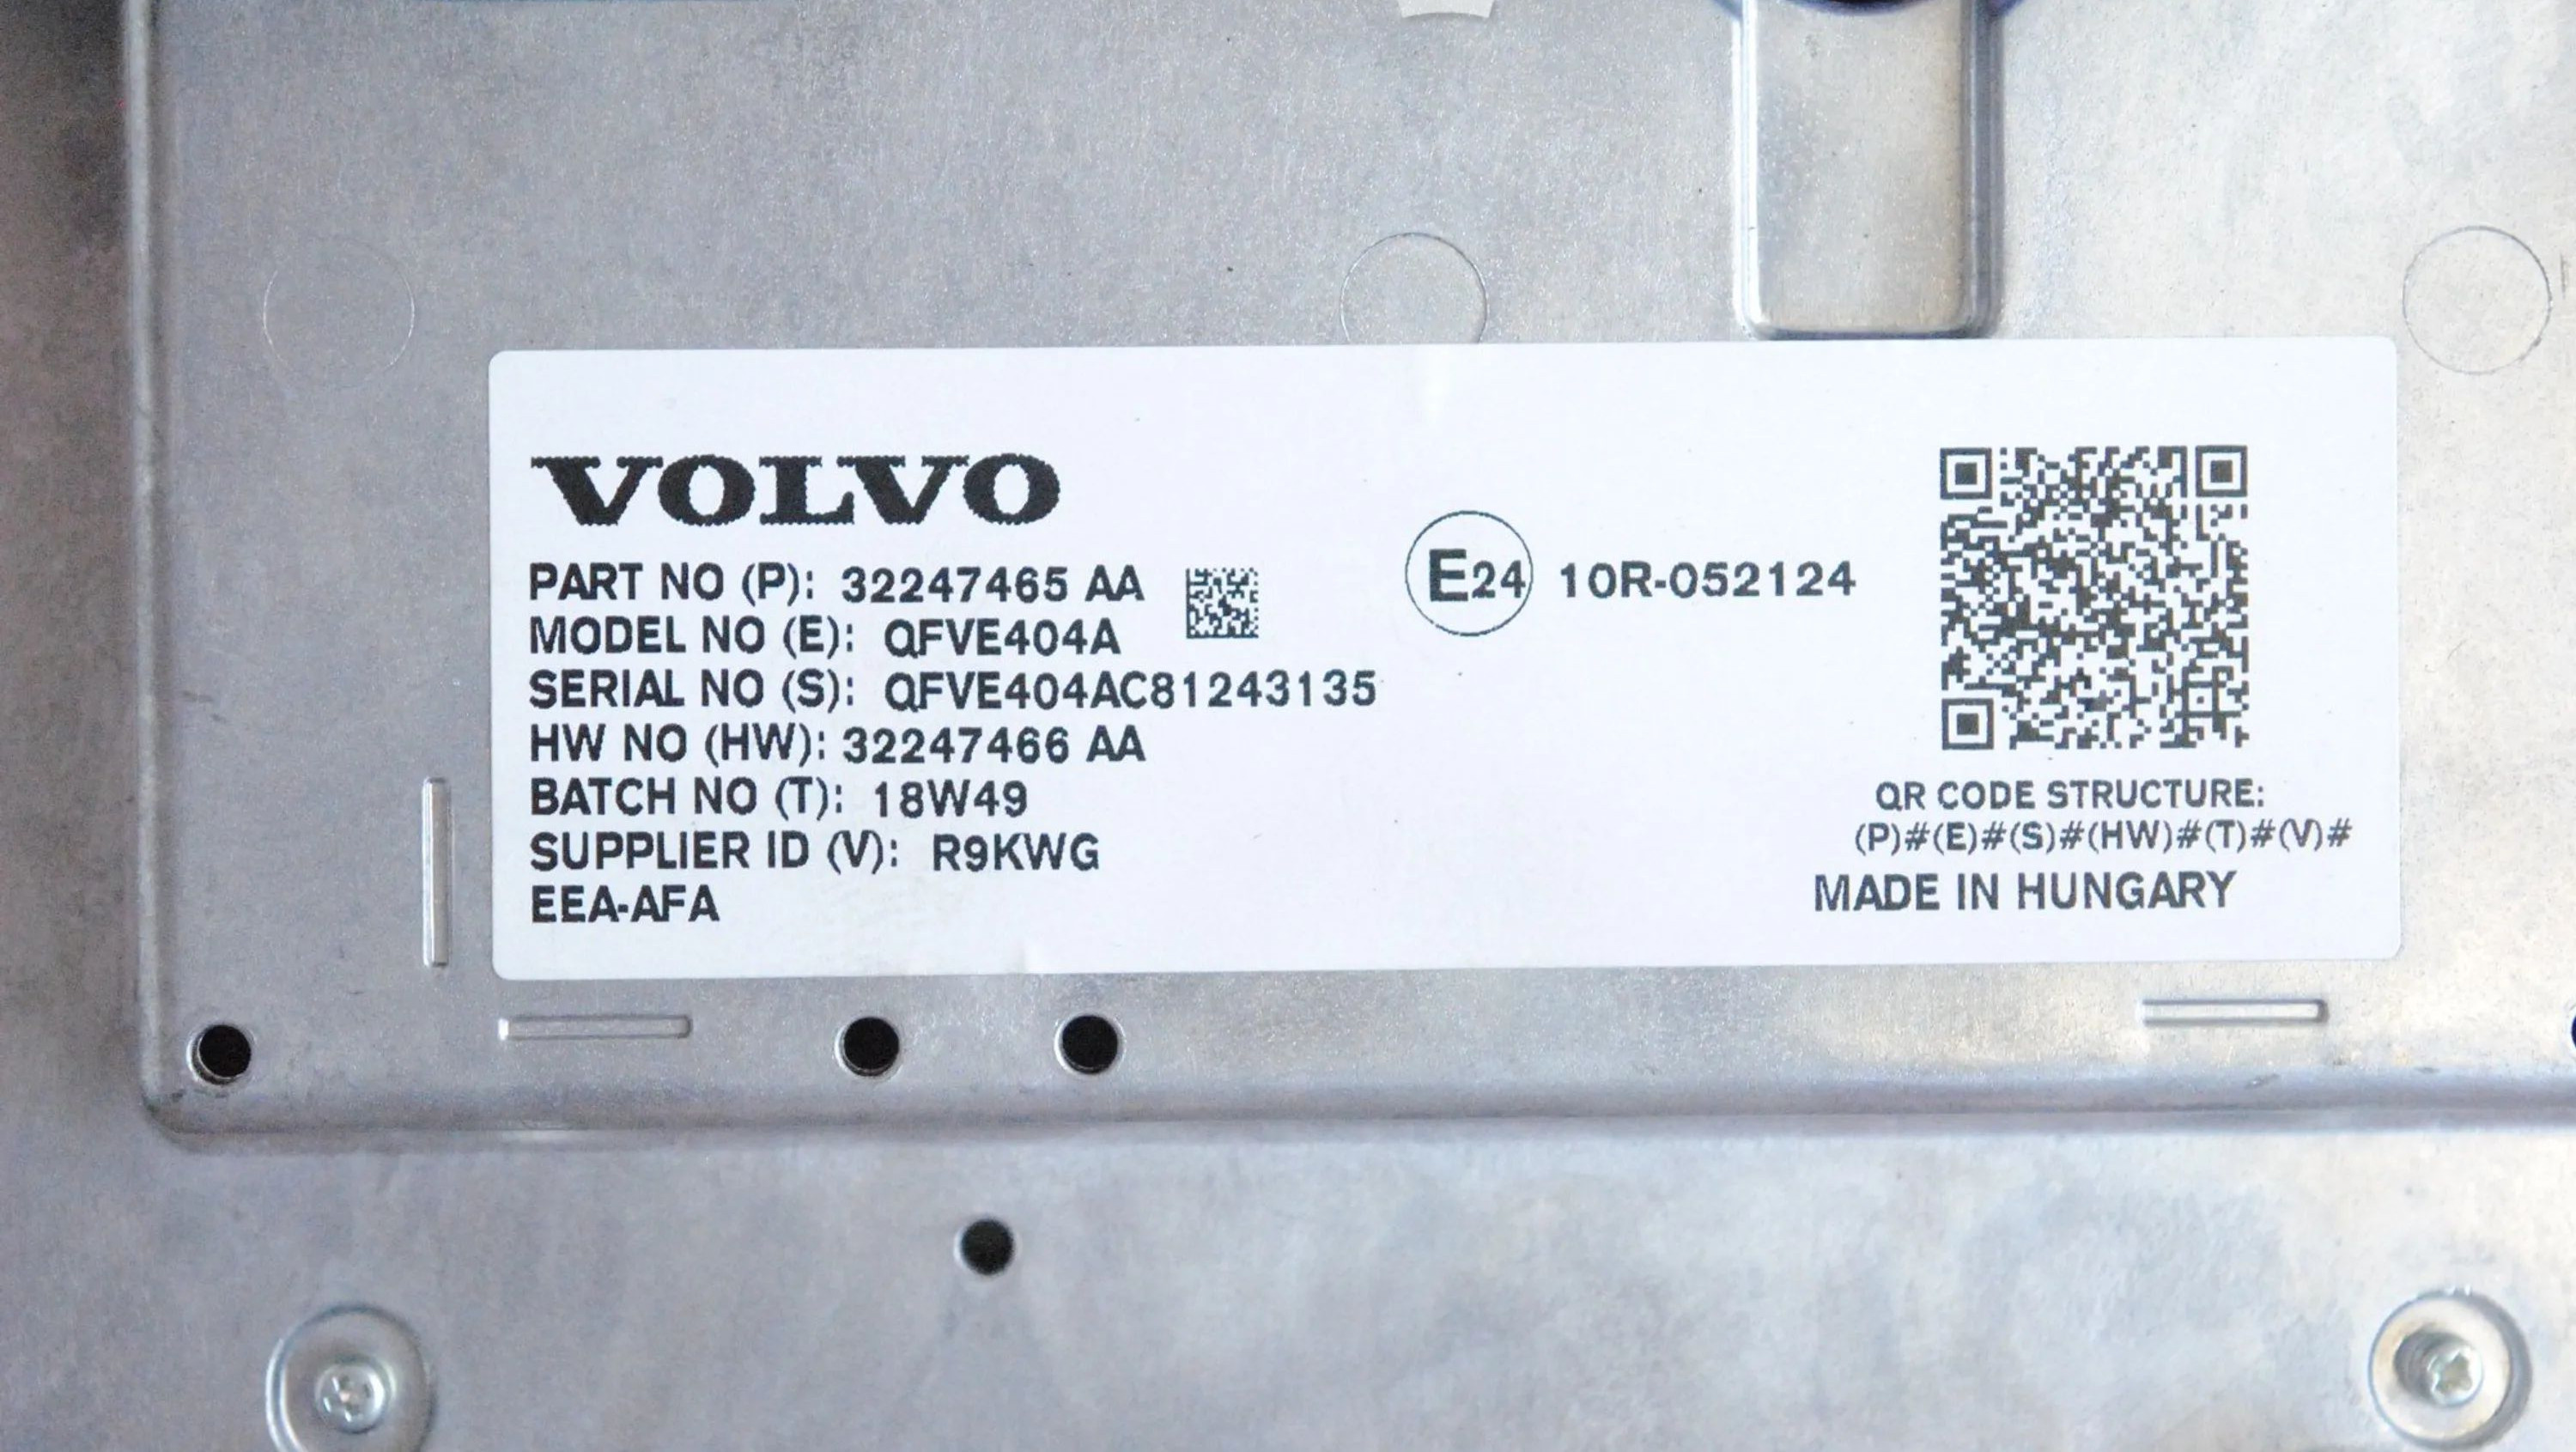 VOLVO
PART NO (P): 32247465 AA
MODEL NO (E): QFVE404A
SERIAL NO (S): QFVE404AC81243135
HW NO (HW): 32247466 AA
BATCH NO (T): 18W49
SUPPLIER ID (V): R9KWG
EEA-AFA
E24 10R-052124
QR CODE STRUCTURE:
(P)#(E)#(S)#(HW)#(T)#(V)#
MADE IN HUNGARY